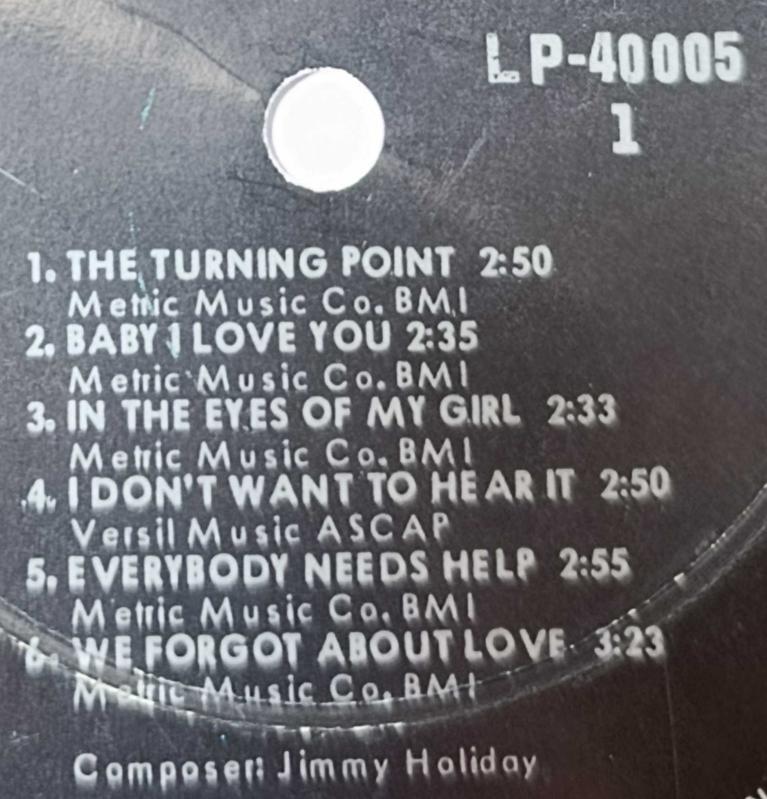 LP-40005
1
1. THE TURNING POINT 2:50
Metric Music Co. BMI
2. BABY I LOVE YOU 2:35
Metric Music Co. BMI
3. IN THE EYES OF MY GIRL 2:33
Metric Music Co. BMI
4. I DON'T WANT TO HEAR IT 2:50
Versil Music ASCAP
5. EVERYBODY NEEDS HELP 2:55
Metric Music Co. BMI
6. WE FORGOT ABOUT LOVE 3:23
Metric Music Co. BMI
Composer: Jimmy Holiday